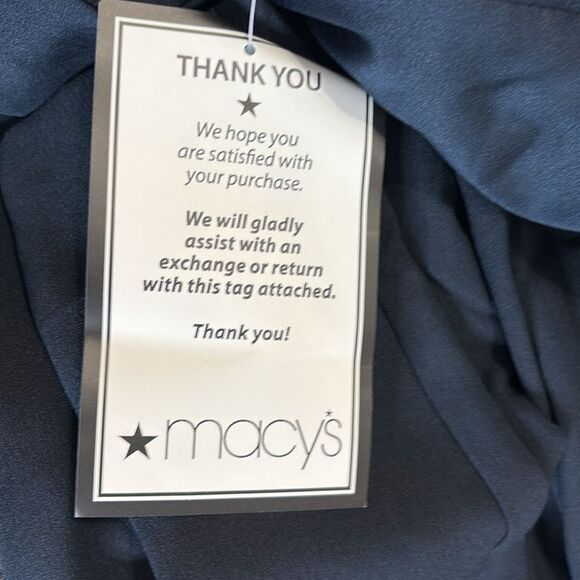 THANK YOU
We hope you
are satisfied with
your purchase.
We will gladly
assist with an
exchange or return
with this tag attached.
Thank you!
macy's